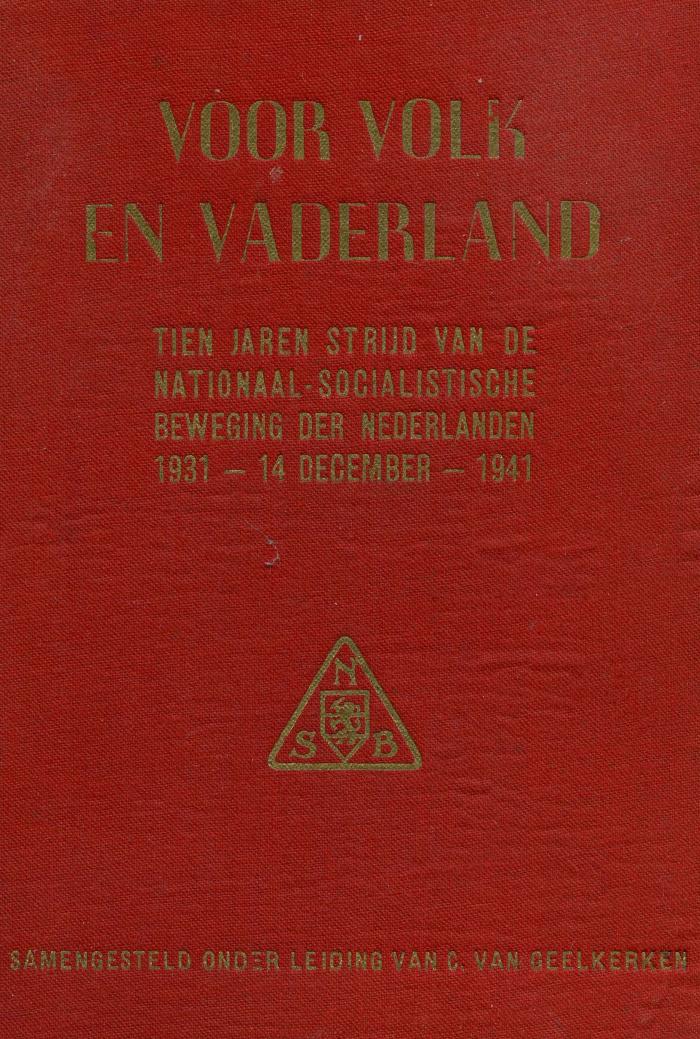 VOOR VOLK
EN VADERLAND
TIEN JAREN STRIJD VAN DE
NATIONAAL-SOCIALISTISCHE
BEWEGING DER NEDERLANDEN
1931 – 14 DECEMBER – 1941
N
S B
SAMENGESTELD ONDER LEIDING VAN C. VAN GEELKERKEN